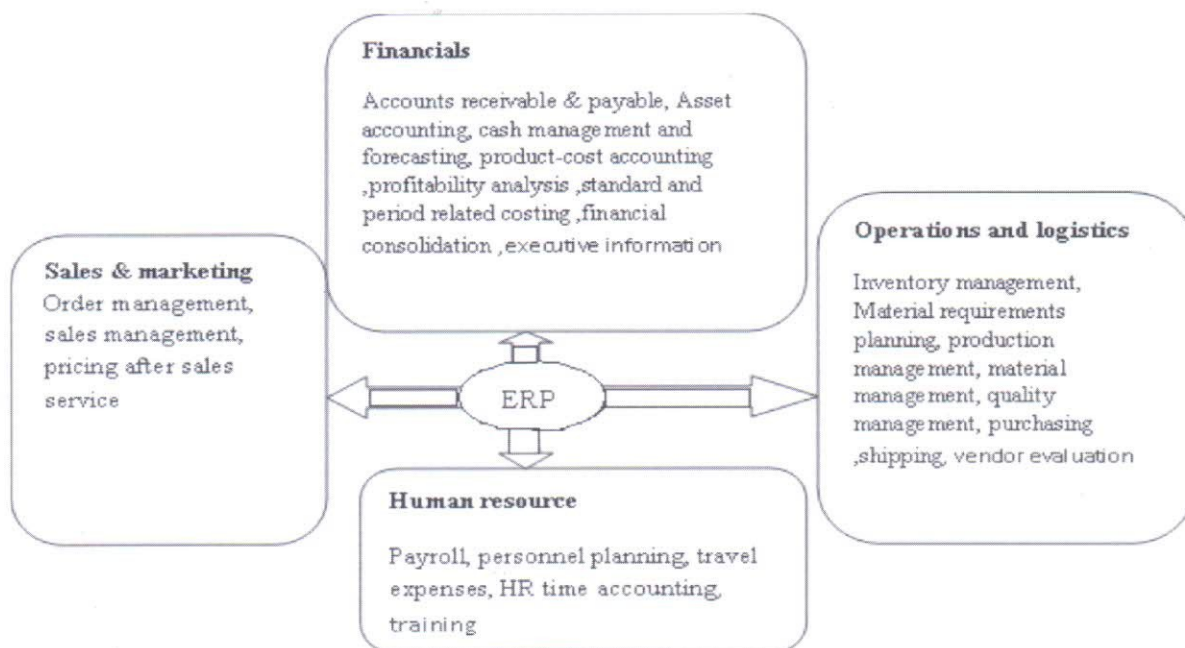 Financials
Accounts receivable & payable, Asset
accounting, cash management and
forecasting, product-cost accounting
,profitability analysis ,standard and
period related costing ,financial
consolidation ,executive information
Sales & marketing
Order management,
sales management,
pricing after sales
service
ERP
Operations and logistics
Inventory management,
Material requirements
planning, production
management, material
management, quality
management, purchasing
,shipping, vendor evaluation
Human resource
Payroll, personnel planning, travel
expenses, HR time accounting,
training